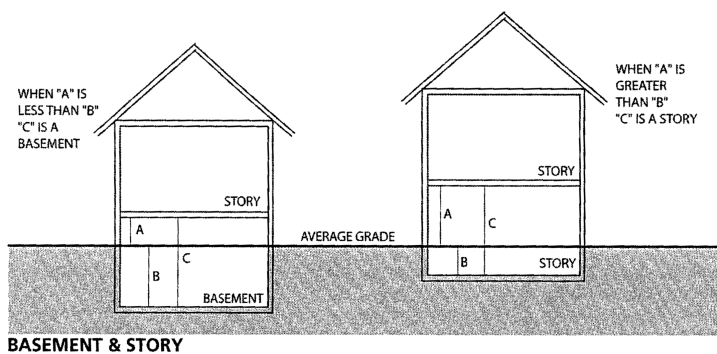 WHEN "A" IS
LESS THAN "B"
"C" IS A
BASEMENT
WHEN "A" IS
GREATER
THAN "B"
"C" IS A STORY
STORY
A
B
C
BASEMENT
AVERAGE GRADE
STORY
A
C
B
STORY
BASEMENT & STORY